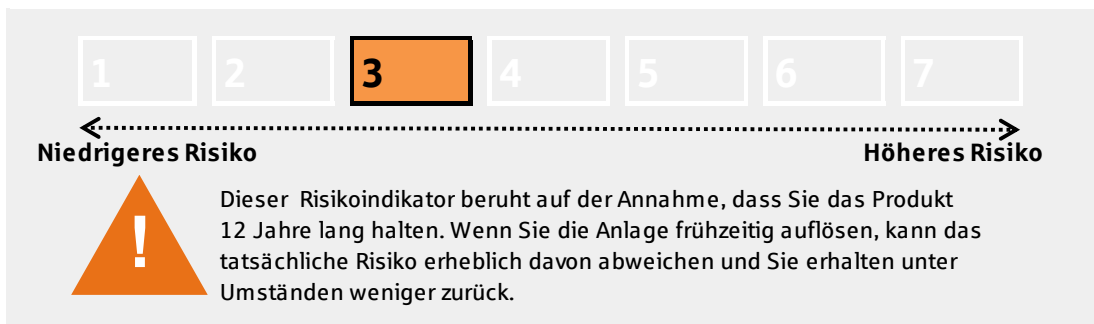 1 2 3 4 5 6 7
Niedrigeres Risiko Höheres Risiko
!
Dieser Risikoindikator beruht auf der Annahme, dass Sie das Produkt
12 Jahre lang halten. Wenn Sie die Anlage frühzeitig auflösen, kann das
tatsächliche Risiko erheblich davon abweichen und Sie erhalten unter
Umständen weniger zurück.